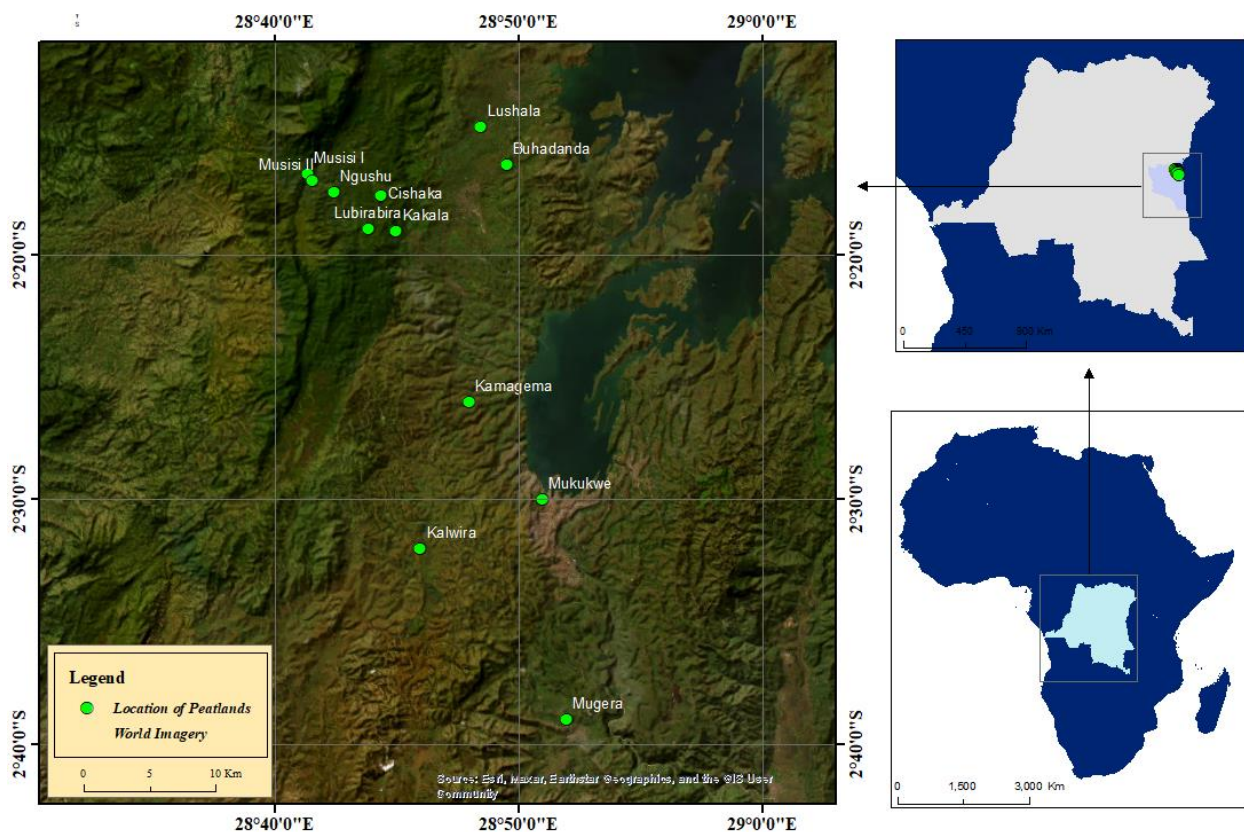 28°40'0"E 28°50'0"E 29°0'0"E
Lushala
Buhadanda
Musisi I
Musisi II
Ngushu
Cishaka
Lubirabira Kakala
2°20'0"S 2°20'0"S
Kamagema
Mukukwe
2°30'0"S 2°30'0"S
Kalwira
Mugera
2°40'0"S 2°40'0"S
Legend
Location of Peatlands
World Imagery
0 5 10 Km
Source: Esri, Maxar, Earthstar Geographics, and the GIS User
Community
28°40'0"E 28°50'0"E 29°0'0"E
0 450 900 Km
0 1,500 3,000 Km